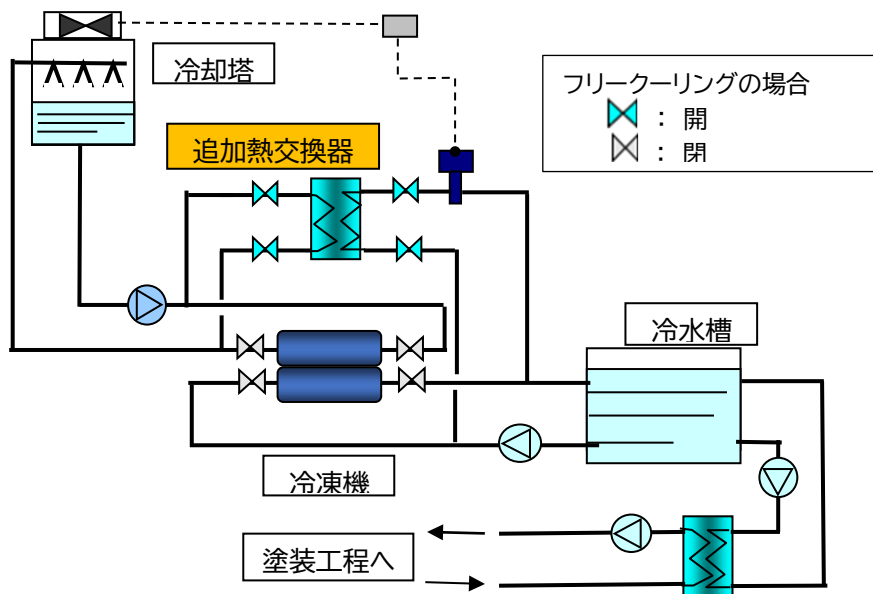 冷却塔
フリークーリングの場合
：開
：閉
追加熱交換器
冷水槽
冷凍機
塗装工程へ